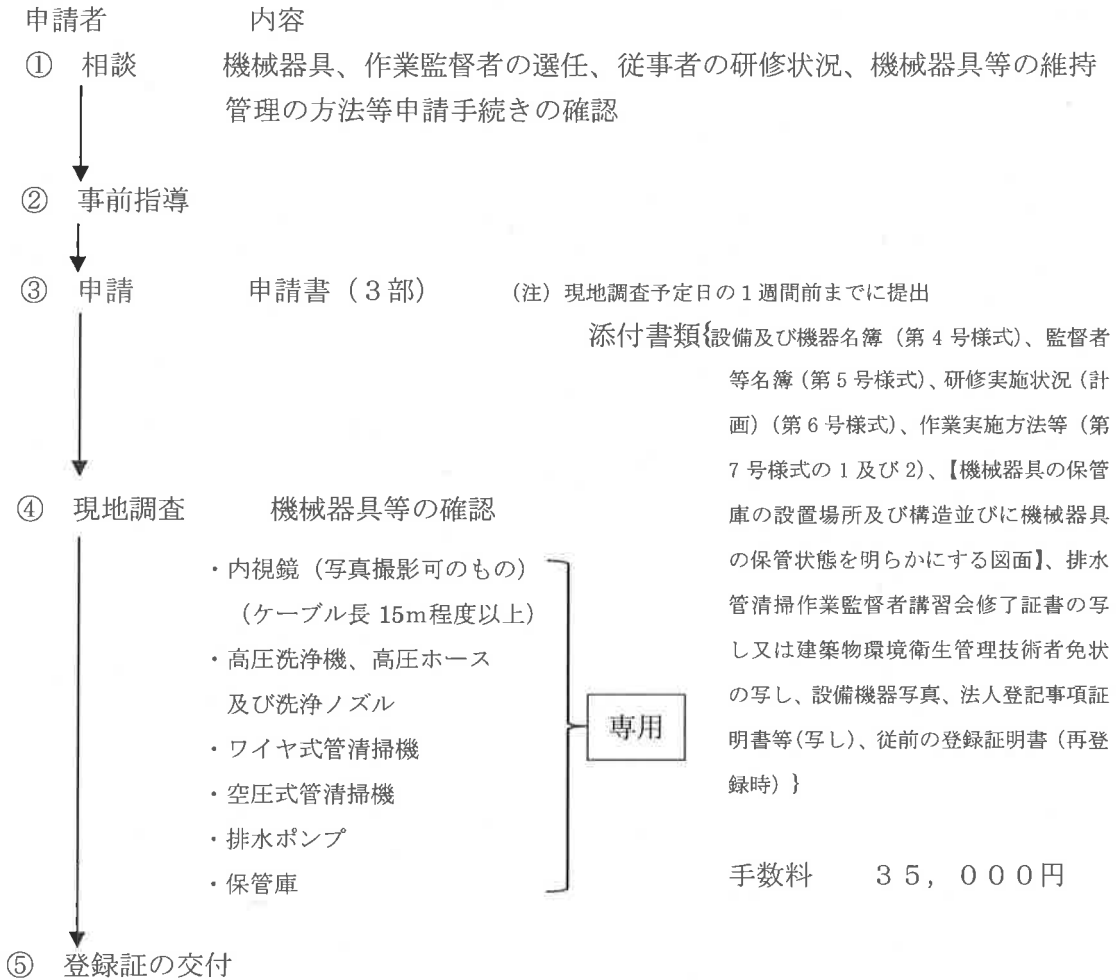 申請者 内容
① 相談 機械器具、作業監督者の選任、従事者の研修状況、機械器具等の維持
管理の方法等申請手続きの確認
② 事前指導
③ 申請 申請書（３部） （注）現地調査予定日の１週間前までに提出
添付書類{設備及び機器名簿（第４号様式）、監督者
等名簿（第５号様式）、研修実施状況（計
画）（第６号様式）、作業実施方法等（第
７号様式の１及び２）、【機械器具の保管
庫の設置場所及び構造並びに機械器具
の保管状態を明らかにする図面】、排水
管清掃作業監督者講習会修了証書の写
し又は建築物環境衛生管理技術者免状
の写し、設備機器写真、法人登記事項証
明書等（写し）、従前の登録証明書（再登
録時）}
手数料 ３５，０００円
④ 現地調査 機械器具等の確認
・内視鏡（写真撮影可のもの）
（ケーブル長 15ｍ程度以上）
・高圧洗浄機、高圧ホース
及び洗浄ノズル
・ワイヤ式管清掃機
・空圧式管清掃機
・排水ポンプ
・保管庫
専用
⑤ 登録証の交付